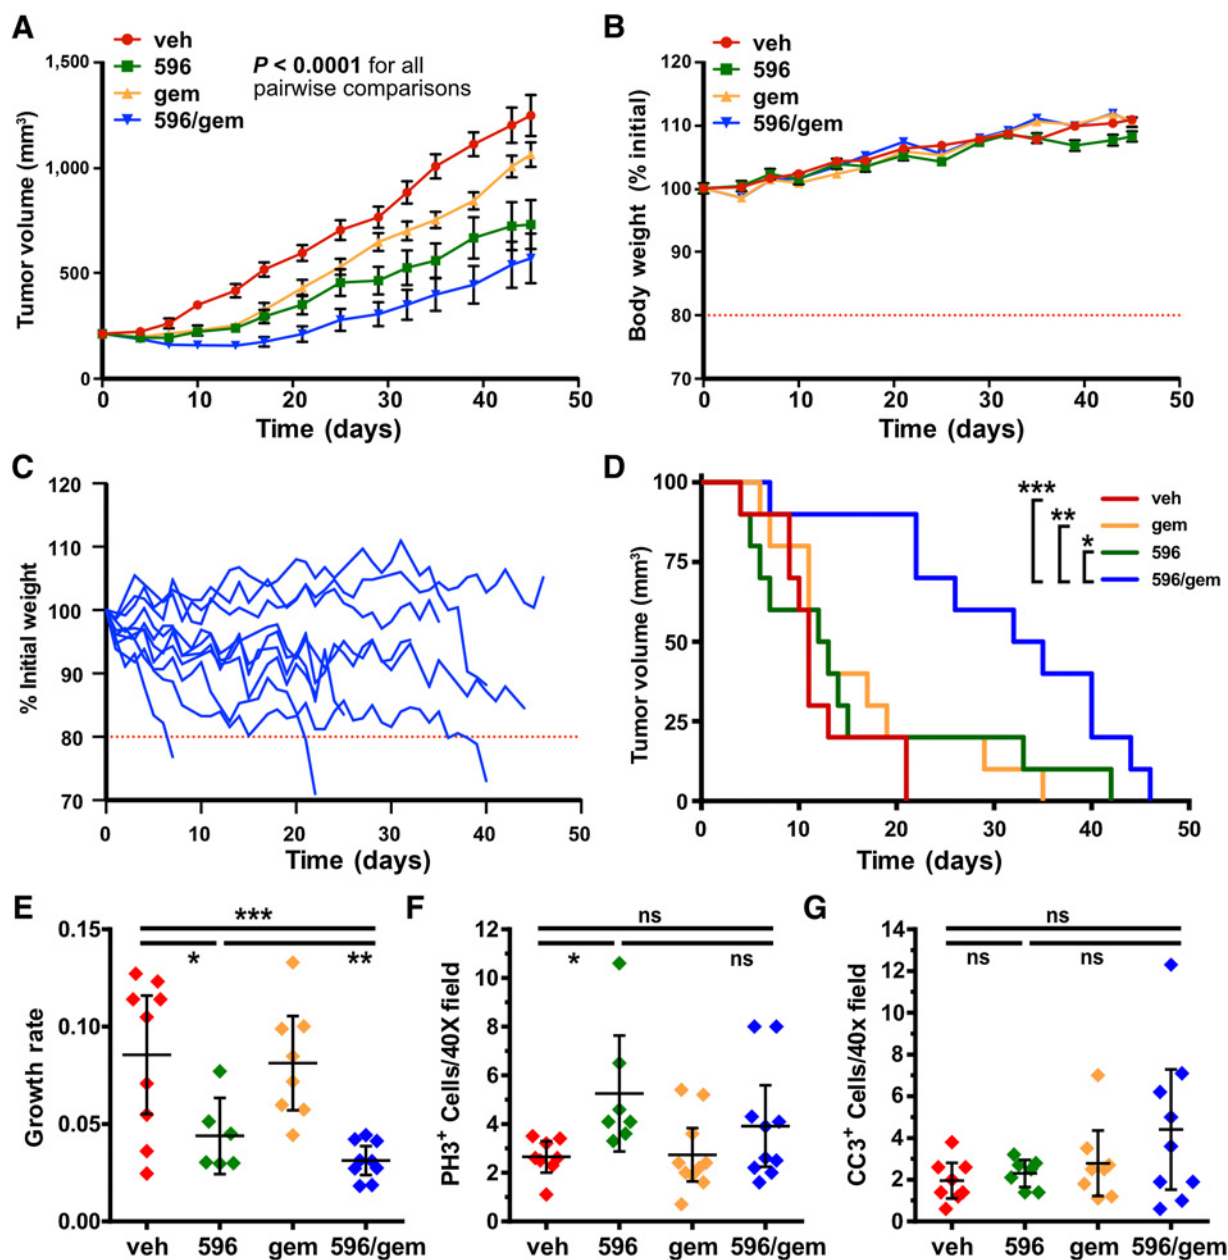 A
veh
596
gem
596/gem
P < 0.0001 for all
pairwise comparisons
Tumor volume (mm³)
1,500
1,000
500
0
0 10 20 30 40 50
Time (days)
B
veh
596
gem
596/gem
Body weight (% initial)
120
110
100
90
80
70
0 10 20 30 40 50
Time (days)
C
% Initial weight
120
110
100
90
80
70
0 10 20 30 40 50
Time (days)
D
Tumor volume (mm³)
100
75
50
25
0
0 10 20 30 40 50
Time (days)
***
**
*
veh
gem
596
596/gem
E
Growth rate
0.15
0.10
0.05
0.00
***
* **
veh 596 gem 596/gem
F
PH3⁺ Cells/40X field
12
10
8
6
4
2
0
ns
* ns
veh 596 gem 596/gem
G
CC3⁺ Cells/40x field
14
12
10
8
6
4
2
0
ns
ns ns
veh 596 gem 596/gem